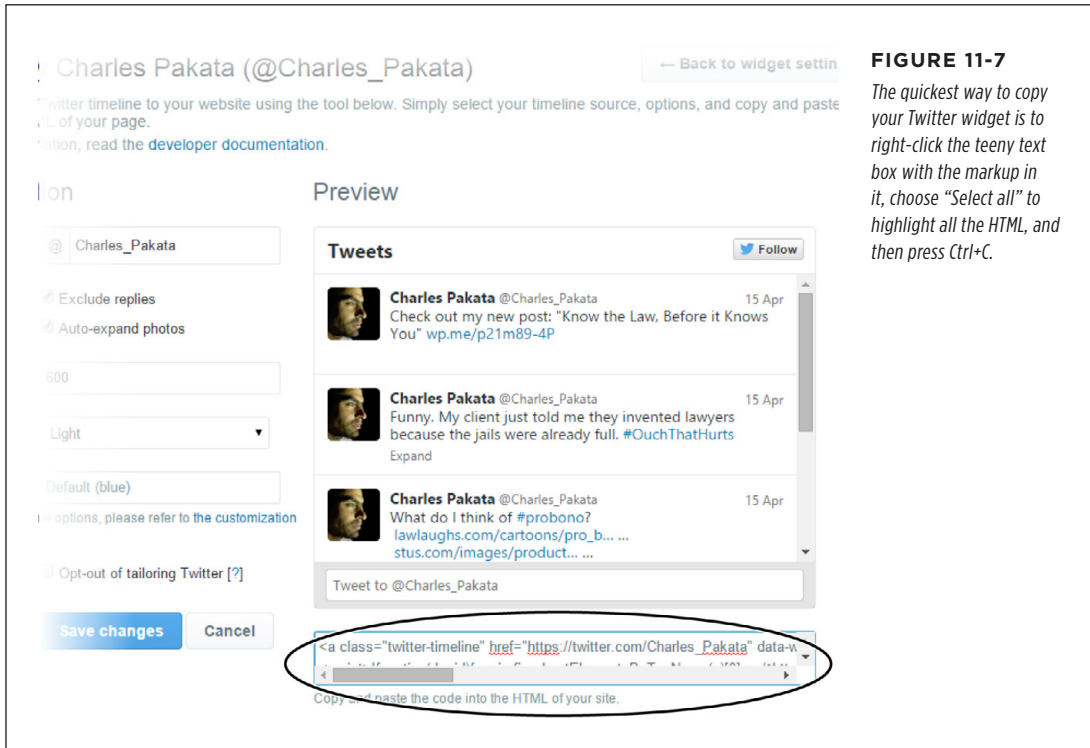 Charles Pakata (@Charles_Pakata)
← Back to widget settin
witter timeline to your website using the tool below. Simply select your timeline source, options, and copy and paste
of your page.
ation, read the developer documentation.
on
Preview
@ Charles_Pakata
Exclude replies
Auto-expand photos
600
Light
Default (blue)
options, please refer to the customization
Opt-out of tailoring Twitter [?]
Save changes
Cancel
Tweets
Follow
Charles Pakata @Charles_Pakata 15 Apr
Check out my new post: "Know the Law, Before it Knows
You" wp.me/p21m89-4P
Charles Pakata @Charles_Pakata 15 Apr
Funny. My client just told me they invented lawyers
because the jails were already full. #OuchThatHurts
Expand
Charles Pakata @Charles_Pakata 15 Apr
What do I think of #probono?
lawlaughs.com/cartoons/pro_b... ...
stus.com/images/product... ...
Tweet to @Charles_Pakata
<a class="twitter-timeline" href="https://twitter.com/Charles_Pakata" data-w
Copy and paste the code into the HTML of your site.
FIGURE 11-7
The quickest way to copy
your Twitter widget is to
right-click the teeny text
box with the markup in
it, choose “Select all” to
highlight all the HTML, and
then press Ctrl+C.